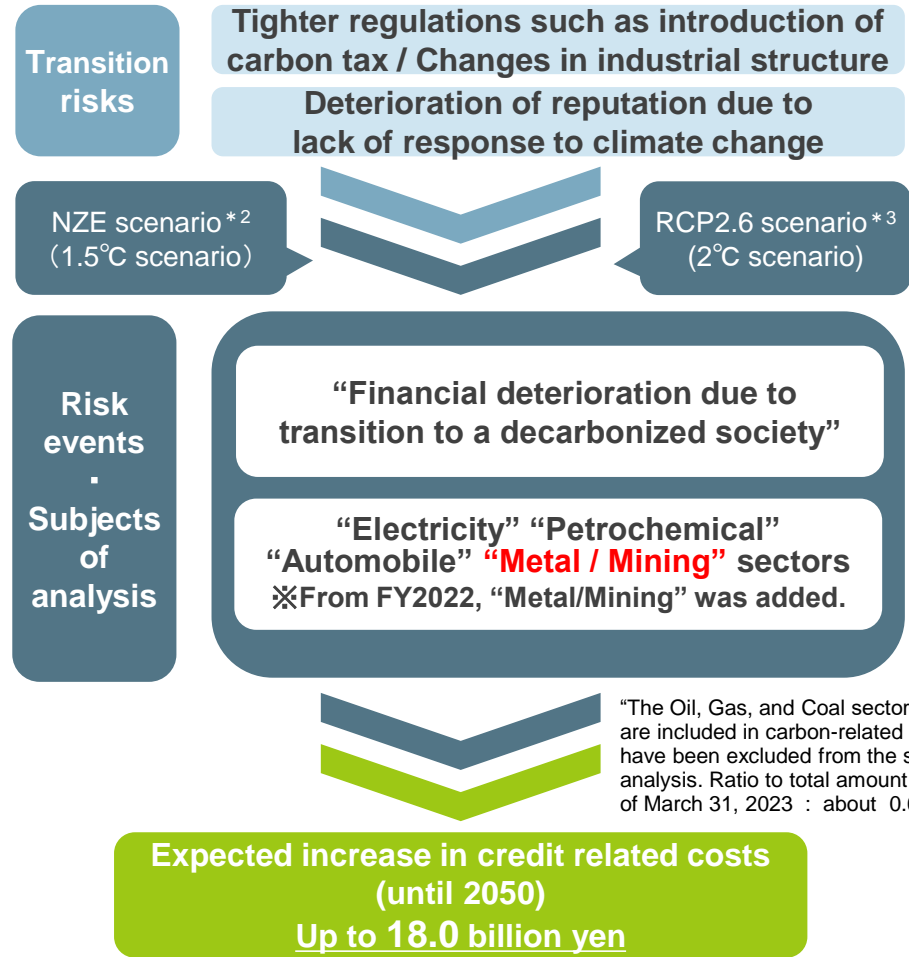 Transition
risks
Tighter regulations such as introduction of
carbon tax / Changes in industrial structure
Deterioration of reputation due to
lack of response to climate change
NZE scenario＊2
（1.5℃ scenario）
RCP2.6 scenario＊3
(2℃ scenario)
Risk
events
・
Subjects
of
analysis
“Financial deterioration due to
transition to a decarbonized society”
“Electricity” “Petrochemical”
“Automobile” “Metal / Mining” sectors
※From FY2022, “Metal/Mining” was added.
“The Oil, Gas, and Coal sector
are included in carbon-related
have been excluded from the
analysis. Ratio to total amount
of March 31, 2023 : about
Expected increase in credit related costs
(until 2050)
Up to 18.0 billion yen